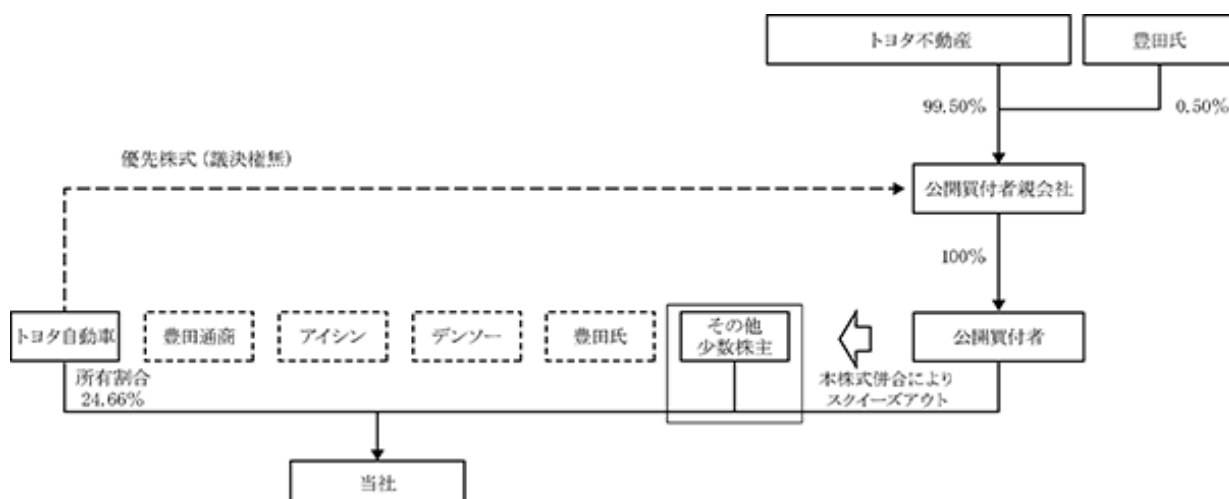 トヨタ不動産
豊田氏
99.50%
0.50%
優先株式（議決権無）
公開買付者親会社
100%
トヨタ自動車
豊田通商
アイシン
デンソー
豊田氏
その他
少数株主
公開買付者
所有割合
24.66%
本株式併合により
スクイーズアウト
当社